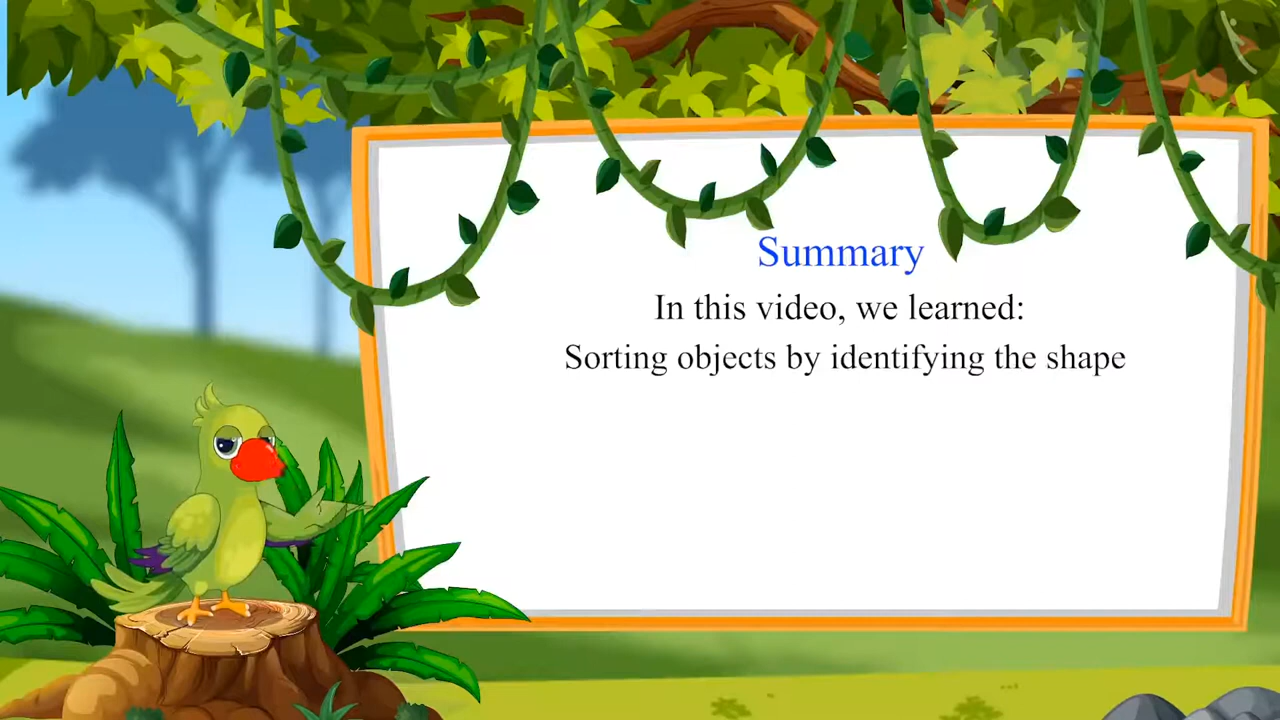 Summary
In this video, we learned:
Sorting objects by identifying the shape